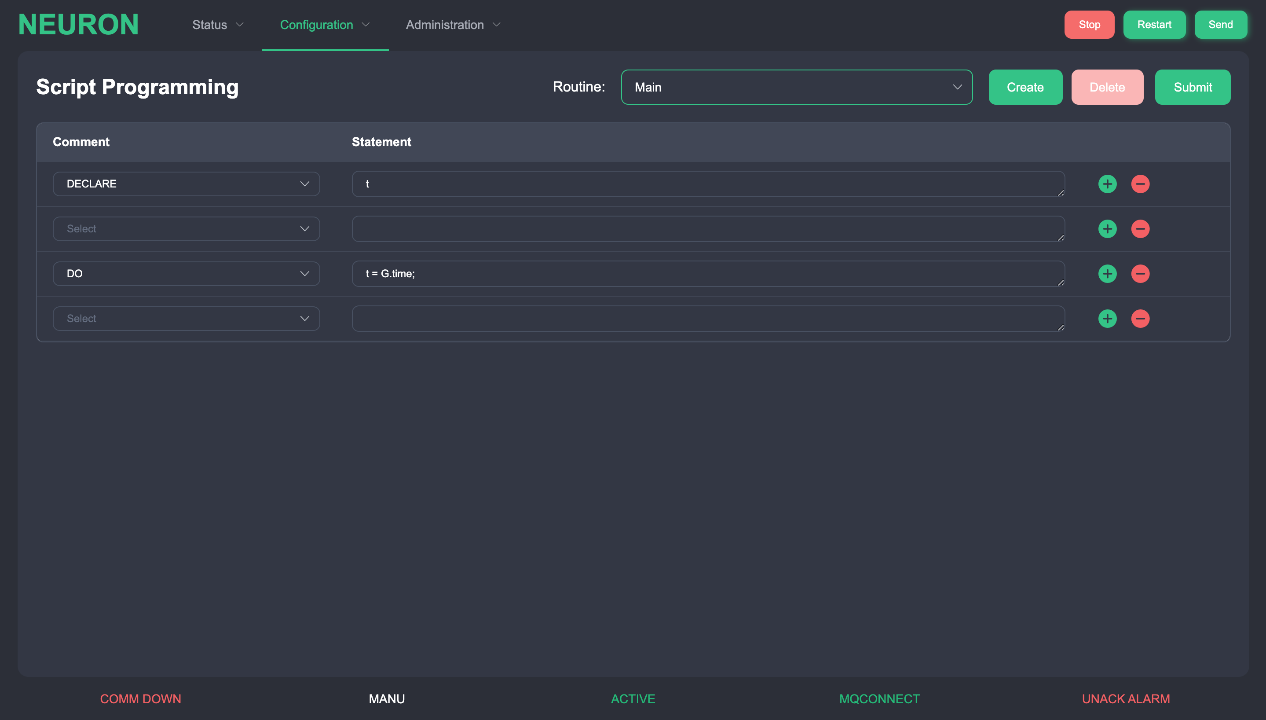 NEURON Status Configuration Administration Stop Restart Send
Script Programming Routine: Main Create Delete Submit
Comment Statement
DECLARE t
Select
DO t = G.time;
Select
COMM DOWN MANU ACTIVE MQCONNECT UNACK ALARM